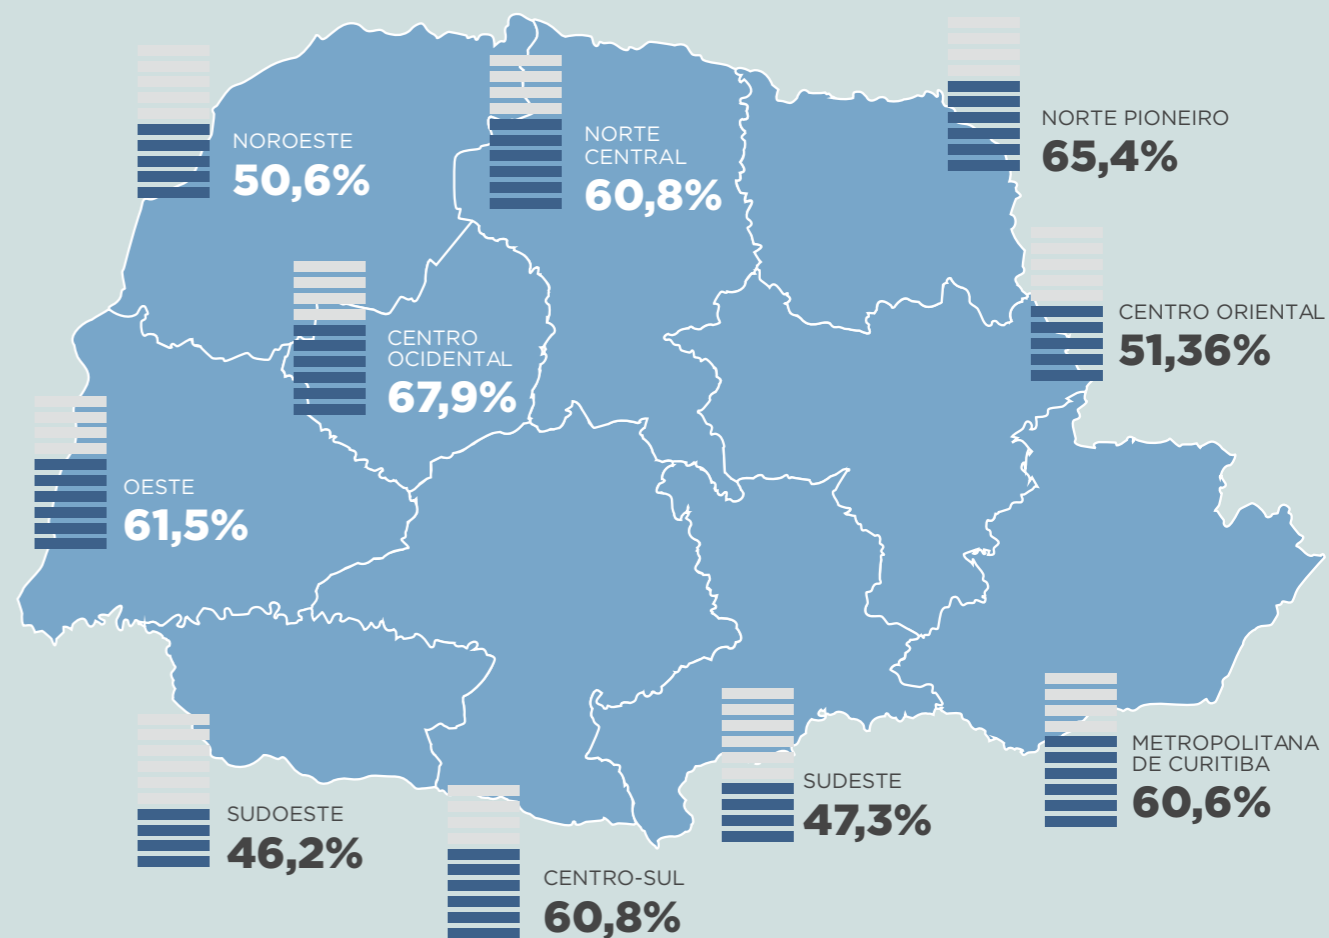 NORTE PIONEIRO
65,4%
NOROESTE
50,6%
NORTE
CENTRAL
60,8%
CENTRO ORIENTAL
51,36%
CENTRO
OCIDENTAL
67,9%
OESTE
61,5%
METROPOLITANA
DE CURITIBA
60,6%
SUDESTE
47,3%
SUDOESTE
46,2%
CENTRO-SUL
60,8%